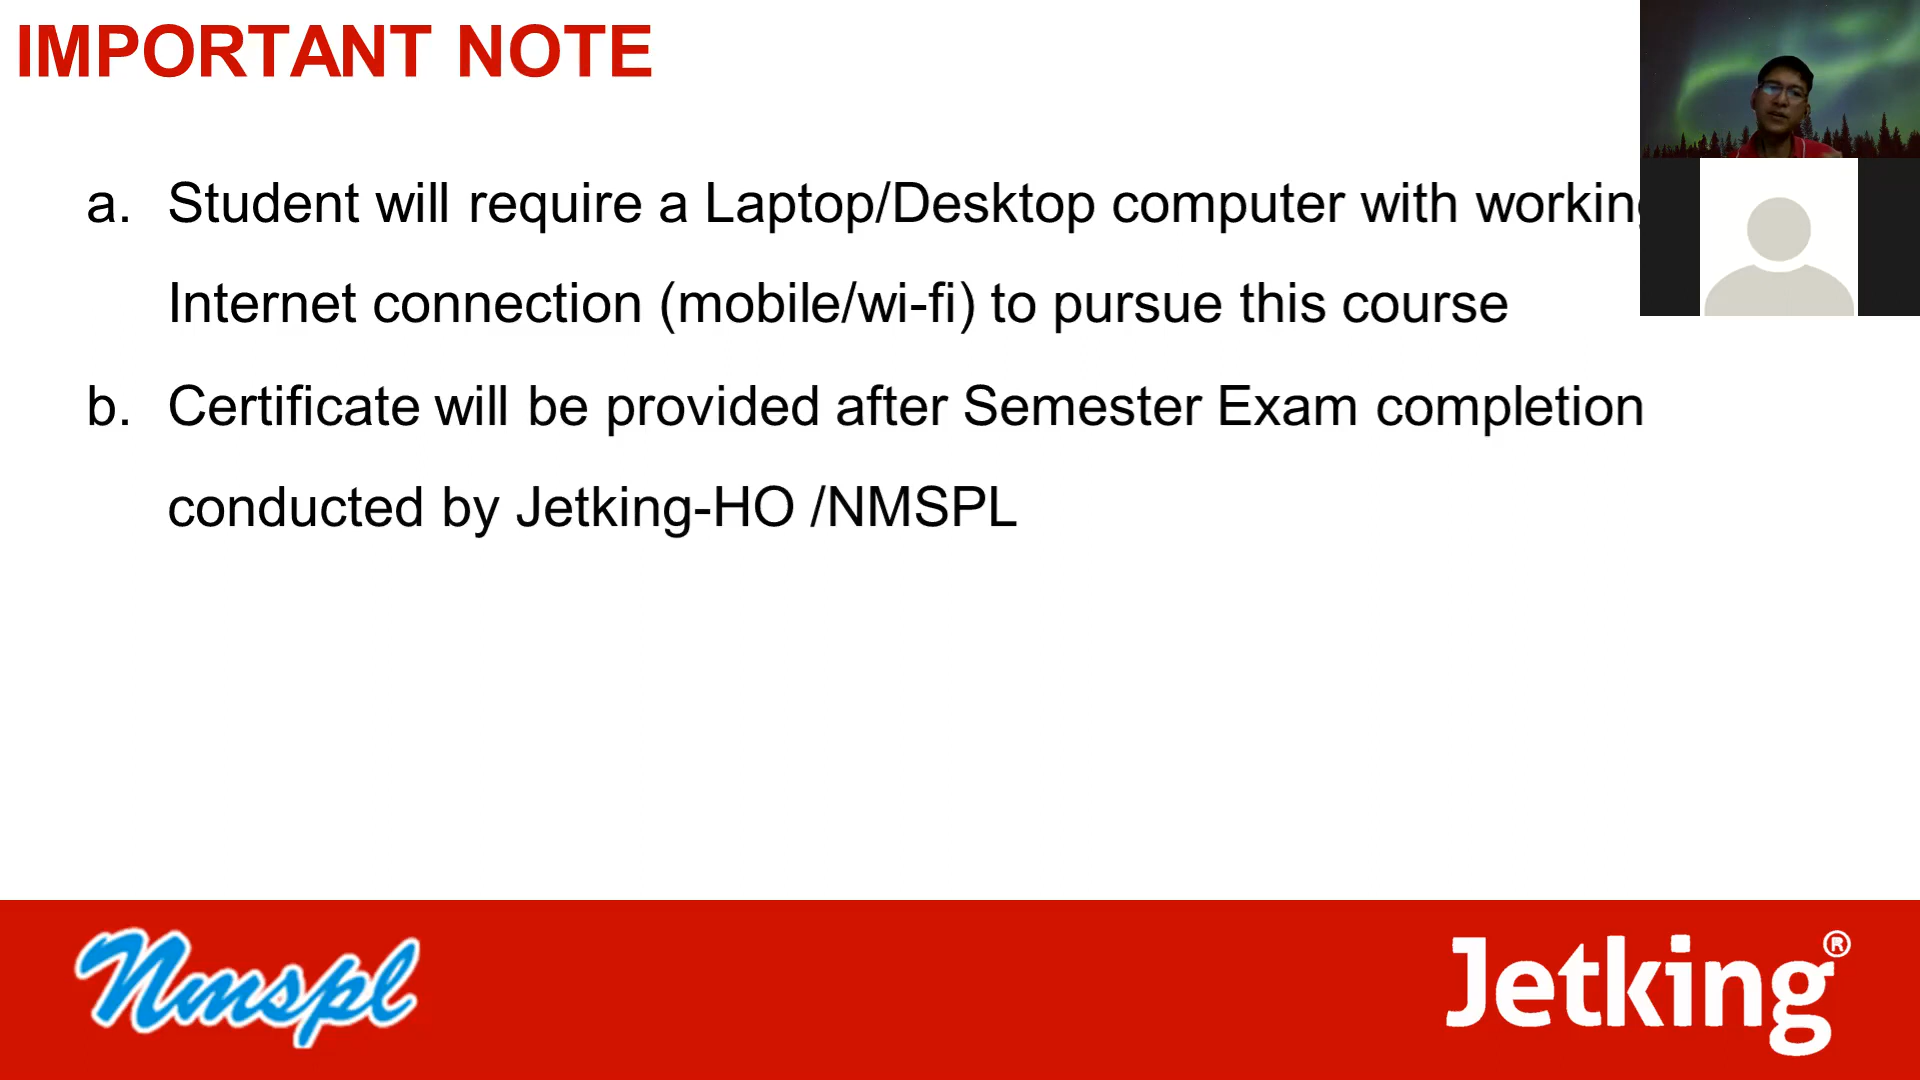 IMPORTANT NOTE
a. Student will require a Laptop/Desktop computer with working
Internet connection (mobile/wi-fi) to pursue this course
b. Certificate will be provided after Semester Exam completion
conducted by Jetking-HO /NMSPL
Nmspl
Jetking®